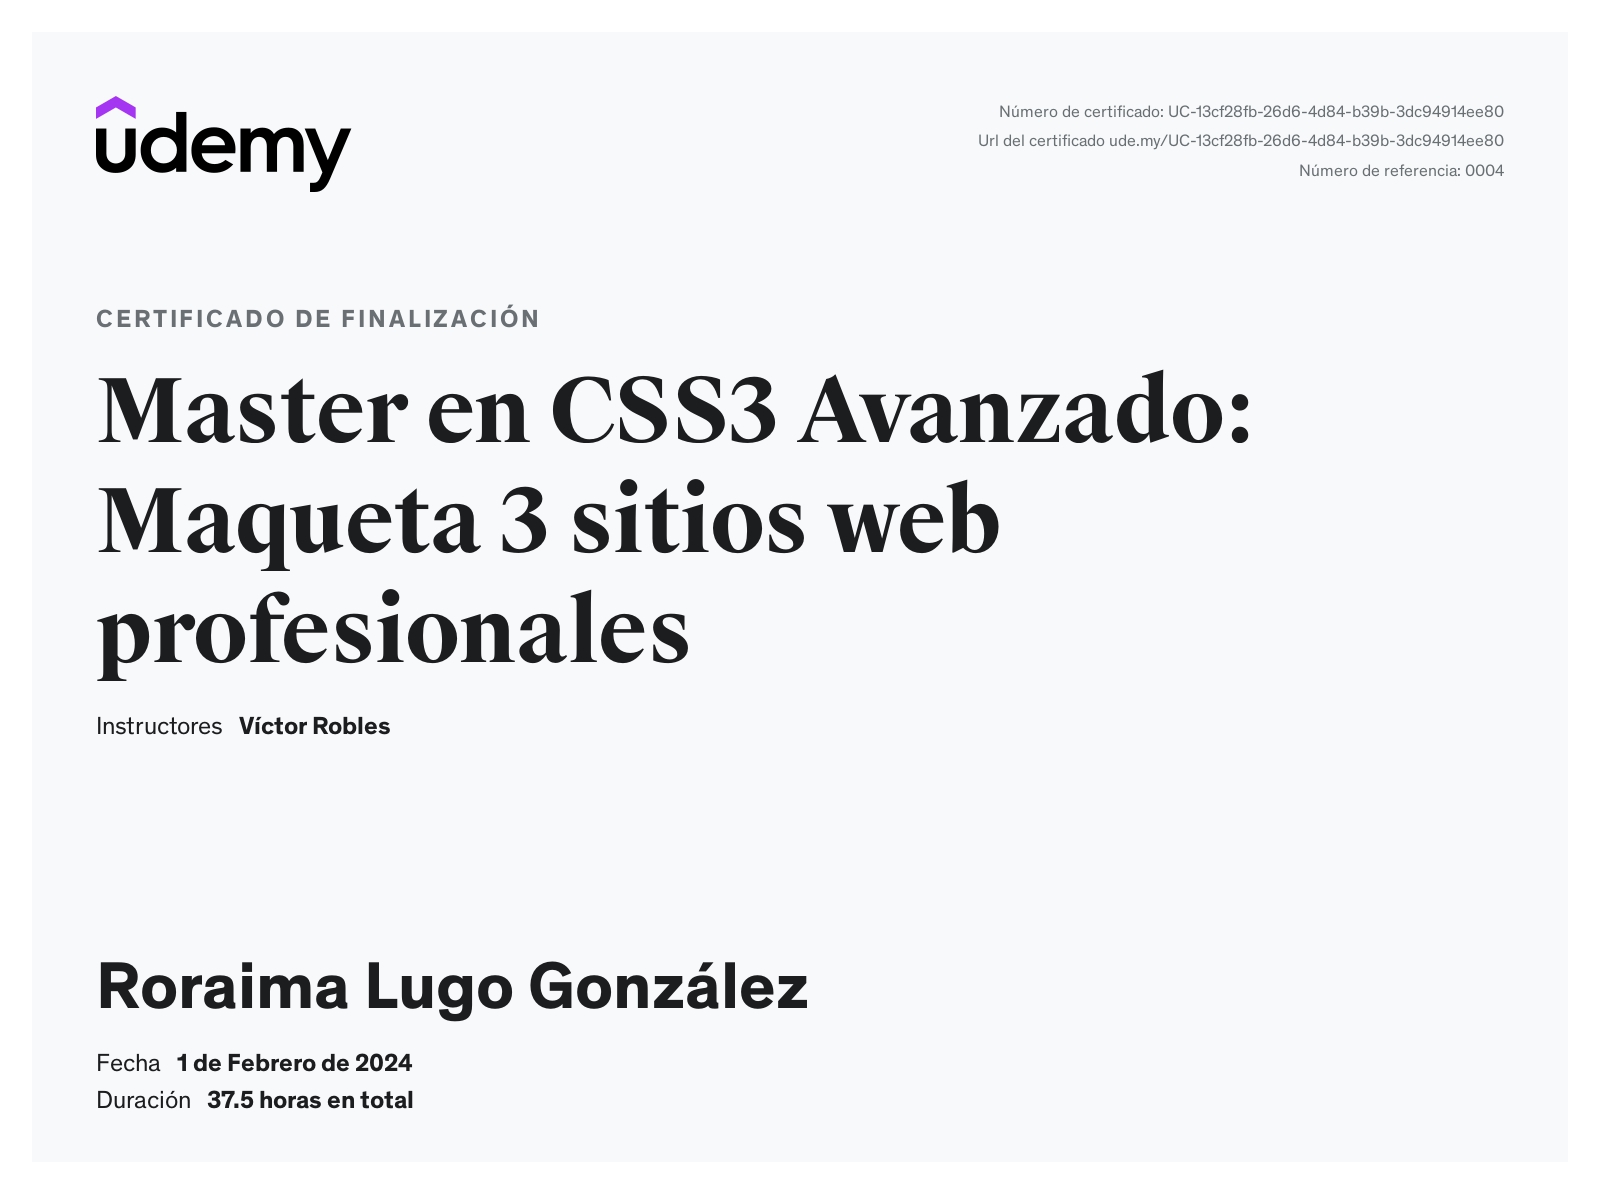 udemy
Número de certificado: UC-13cf28fb-26d6-4d84-b39b-3dc94914ee80
Url del certificado ude.my/UC-13cf28fb-26d6-4d84-b39b-3dc94914ee80
Número de referencia: 0004
CERTIFICADO DE FINALIZACIÓN
Master en CSS3 Avanzado:
Maqueta 3 sitios web
profesionales
Instructores Víctor Robles
Roraima Lugo González
Fecha 1 de Febrero de 2024
Duración 37.5 horas en total